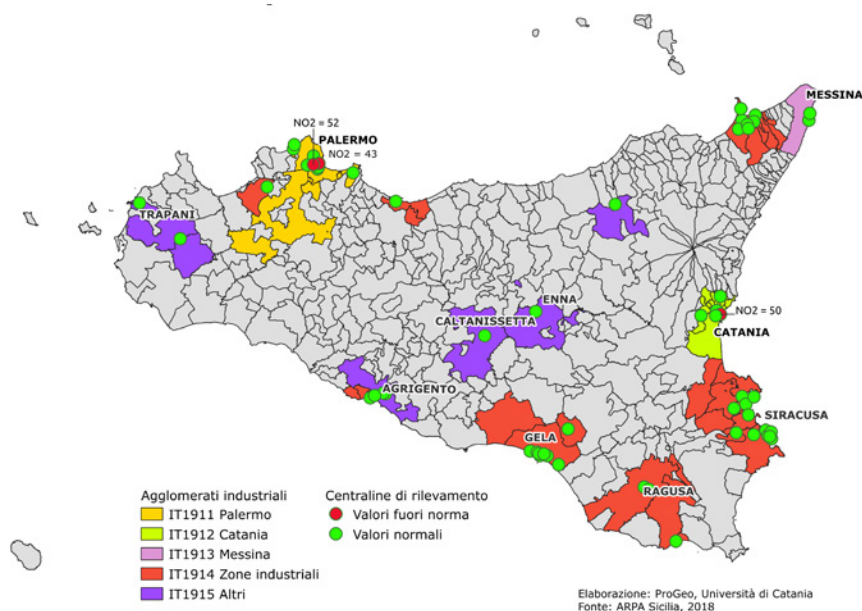 MESSINA
NO2 = 52
PALERMO
NO2 = 43
TRAPANI
ENNA
CALTANISSETTA
NO2 = 50
CATANIA
AGRIGENTO
SIRACUSA
GELA
RAGUSA
Agglomerati industriali
IT1911 Palermo
IT1912 Catania
IT1913 Messina
IT1914 Zone industriali
IT1915 Altri
Centraline di rilevamento
Valori fuori norma
Valori normali
Elaborazione: ProGeo, Università di Catania
Fonte: ARPA Sicilia, 2018